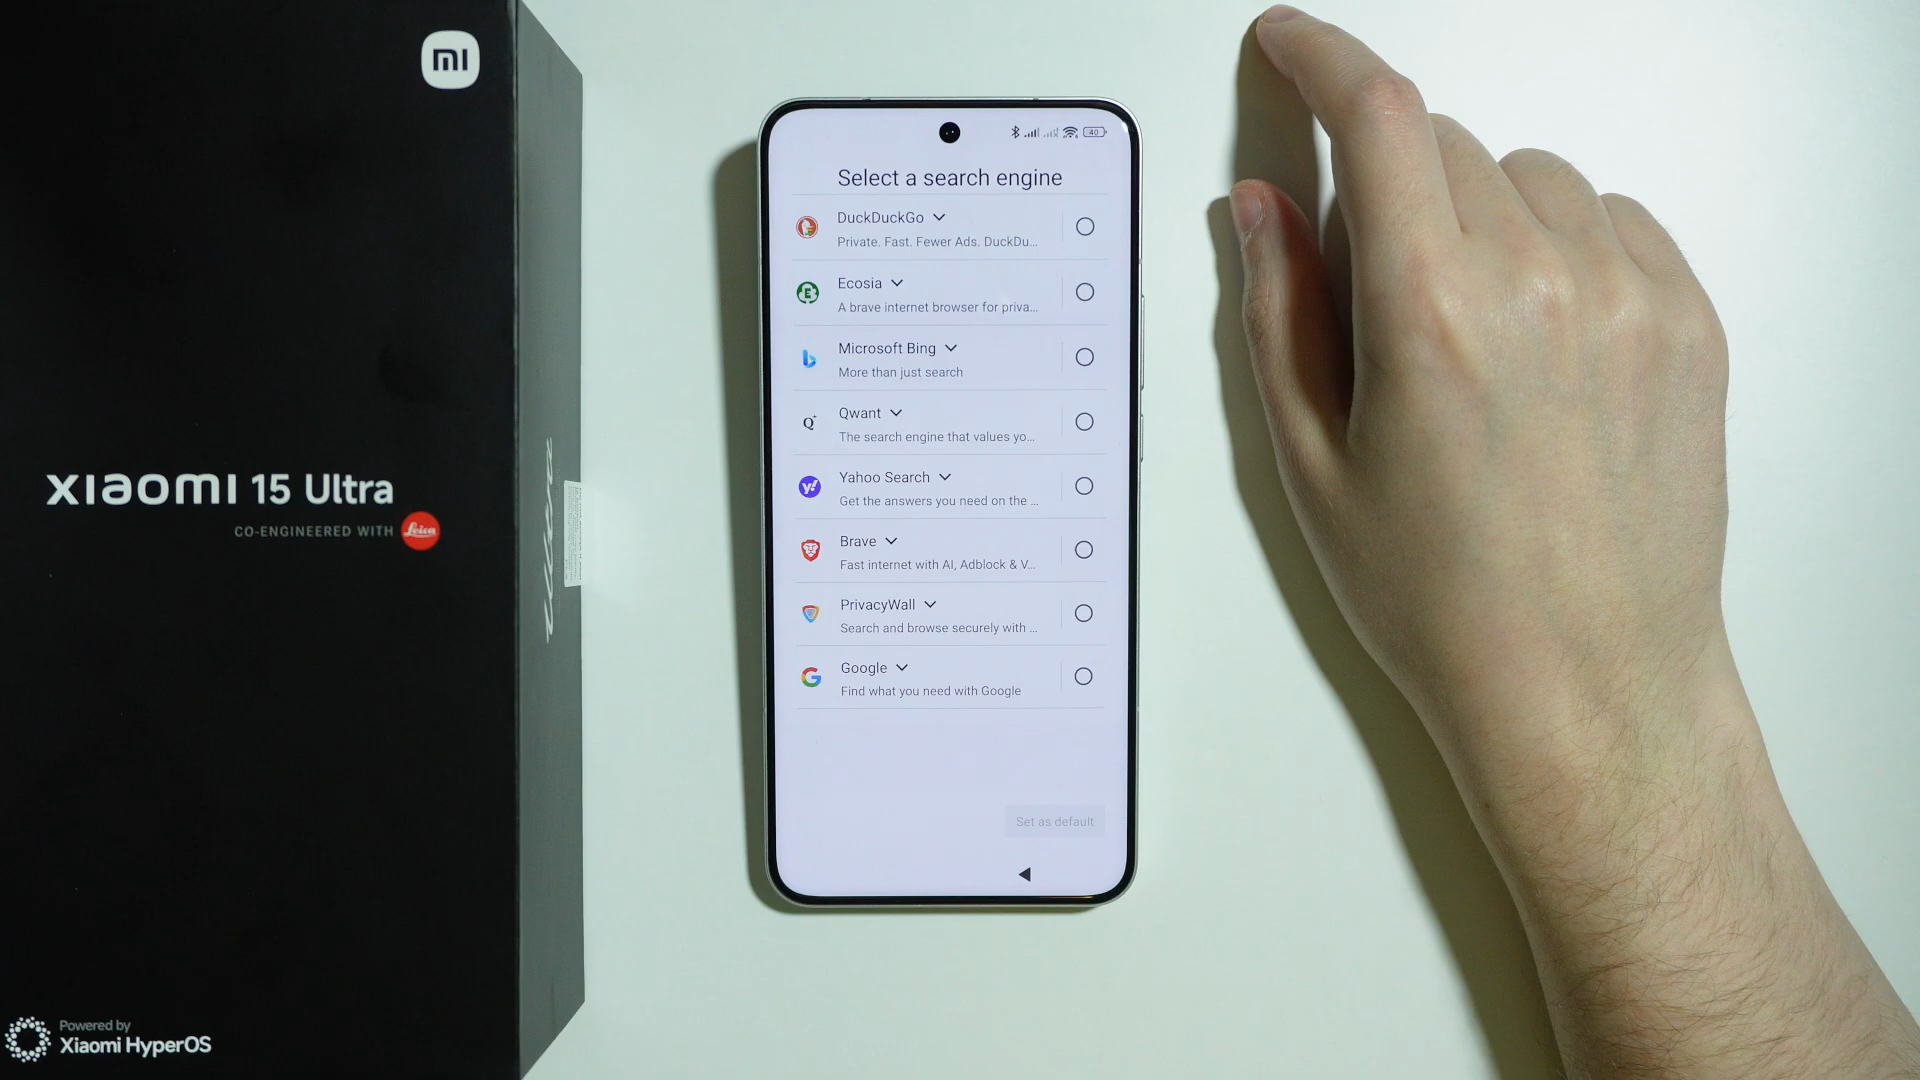 mi
xiaomi 15 Ultra
CO-ENGINEERED WITH Leica
Powered by
Xiaomi HyperOS
Ultra
40
Select a search engine
DuckDuckGo
Private. Fast. Fewer Ads. DuckDu...
Ecosia
A brave internet browser for priva...
Microsoft Bing
More than just search
Qwant
The search engine that values yo...
Yahoo Search
Get the answers you need on the ...
Brave
Fast internet with AI, Adblock & V...
PrivacyWall
Search and browse securely with ...
Google
Find what you need with Google
Set as default